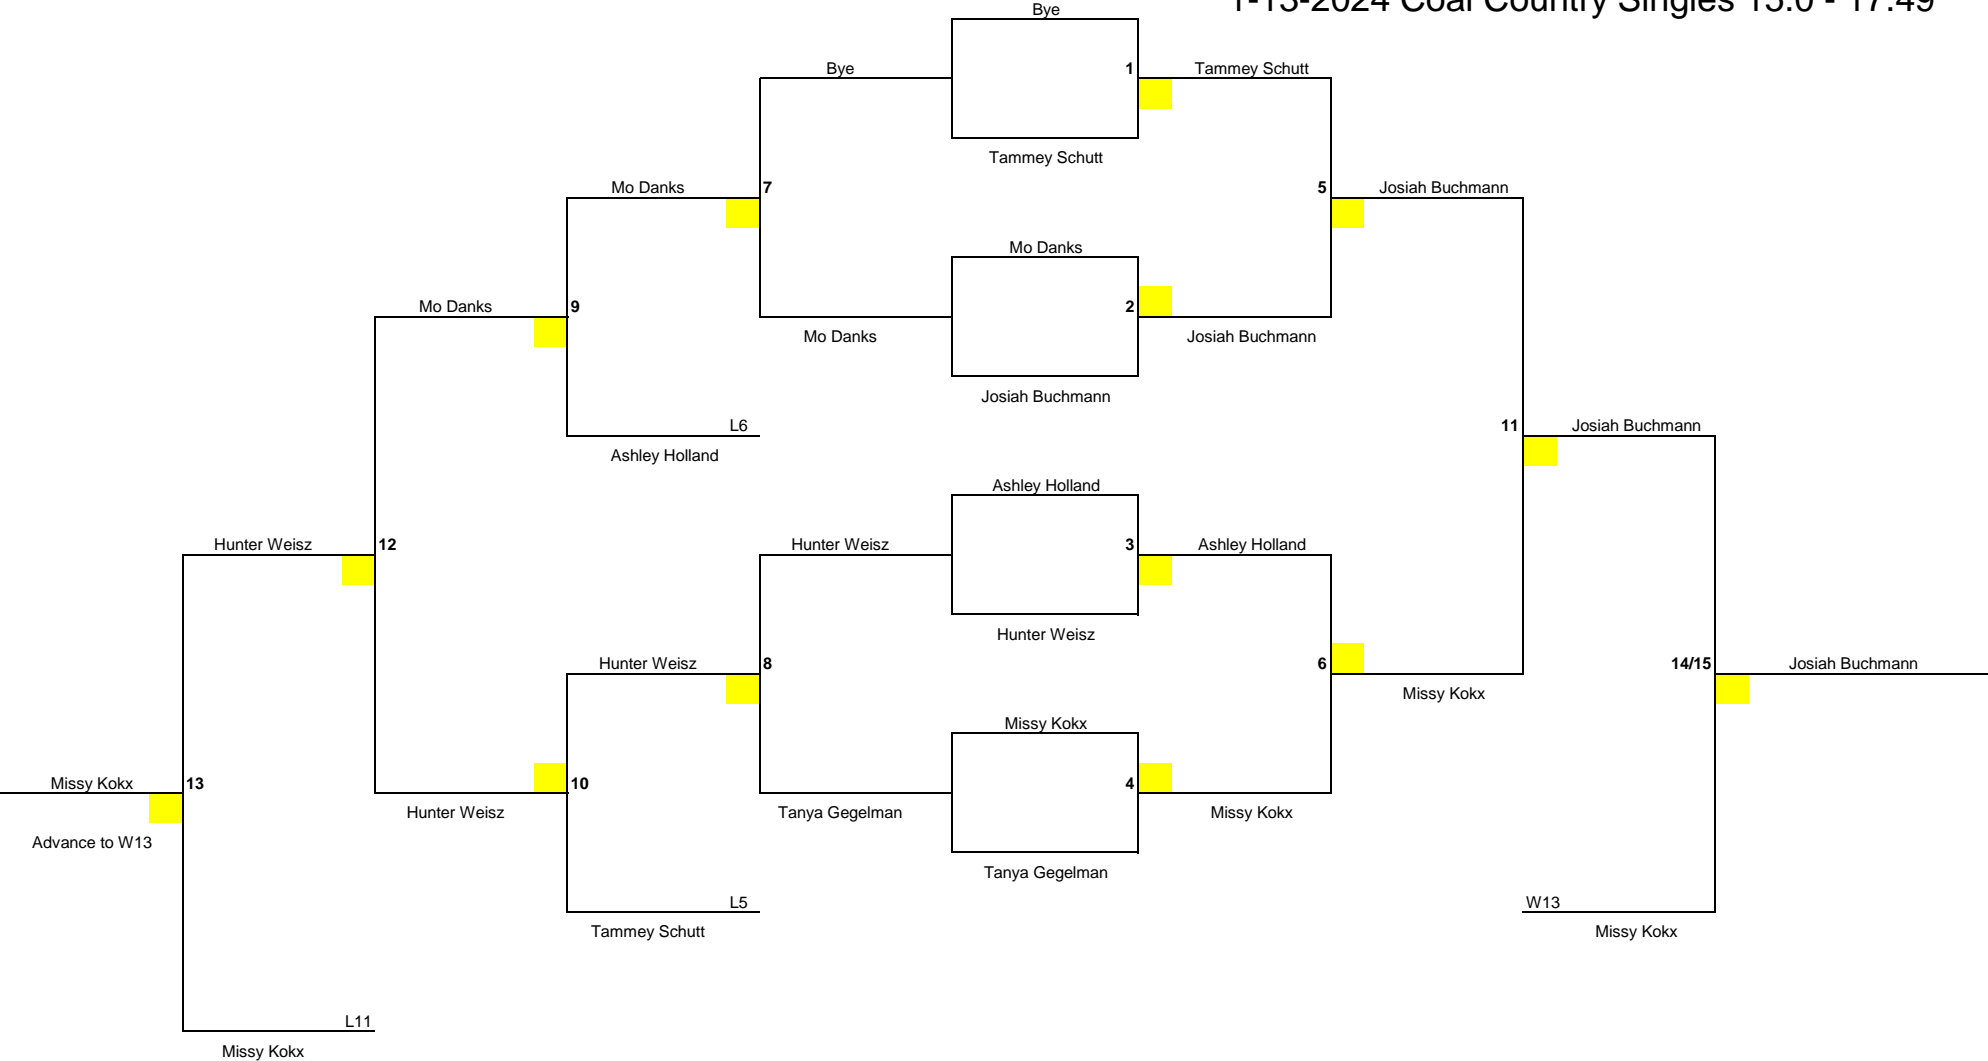 1-13-2024 Coal Country Singles 15.0 - 17.49
Bye
Bye
1
Tammey Schutt
Tammey Schutt
Mo Danks
7
5
Josiah Buchmann
Mo Danks
Mo Danks
9
2
Mo Danks
Josiah Buchmann
Josiah Buchmann
L6
11
Josiah Buchmann
Ashley Holland
Ashley Holland
Hunter Weisz
12
Hunter Weisz
3
Ashley Holland
Hunter Weisz
Hunter Weisz
8
6
14/15
Josiah Buchmann
Missy Kokx
Missy Kokx
Missy Kokx
13
10
4
Hunter Weisz
Tanya Gegelman
Missy Kokx
Advance to W13
Tanya Gegelman
L5
W13
Tammey Schutt
Missy Kokx
L11
Missy Kokx